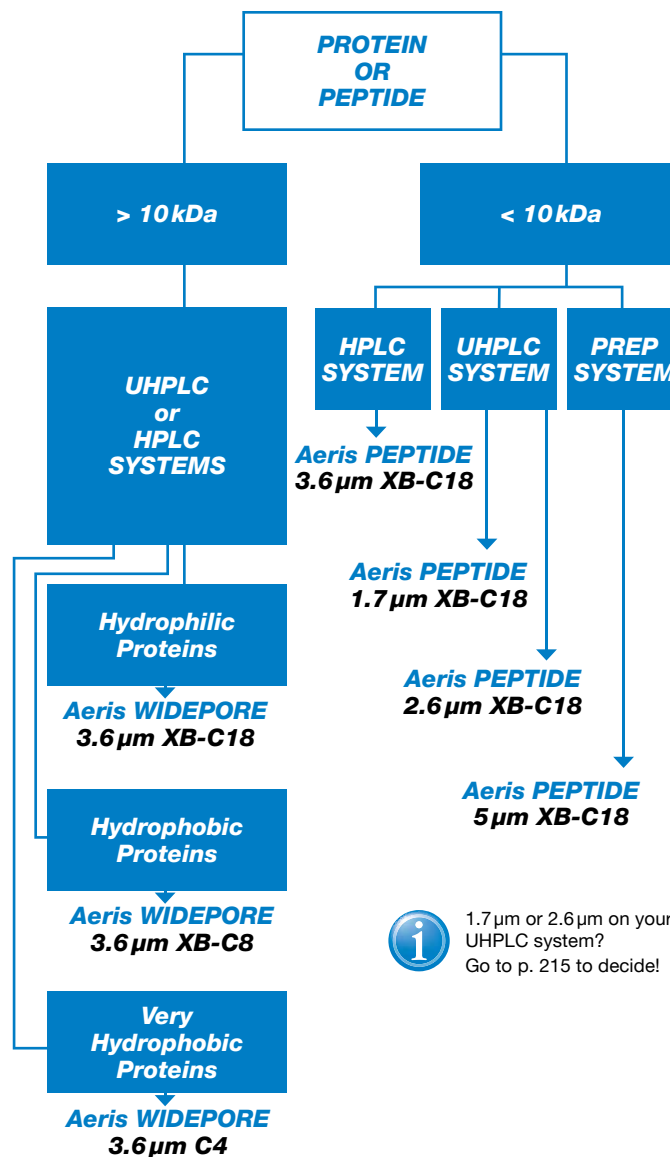 PROTEIN
OR
PEPTIDE
> 10 kDa
< 10 kDa
UHPLC
or
HPLC
SYSTEMS
HPLC
SYSTEM
UHPLC
SYSTEM
PREP
SYSTEM
Aeris PEPTIDE
3.6 µm XB-C18
Aeris PEPTIDE
1.7 µm XB-C18
Aeris PEPTIDE
2.6 µm XB-C18
Aeris PEPTIDE
5 µm XB-C18
Hydrophilic
Proteins
Aeris WIDEPORE
3.6 µm XB-C18
Hydrophobic
Proteins
Aeris WIDEPORE
3.6 µm XB-C8
Very
Hydrophobic
Proteins
Aeris WIDEPORE
3.6 µm C4
i
1.7 µm or 2.6 µm on your
UHPLC system?
Go to p. 215 to decide!